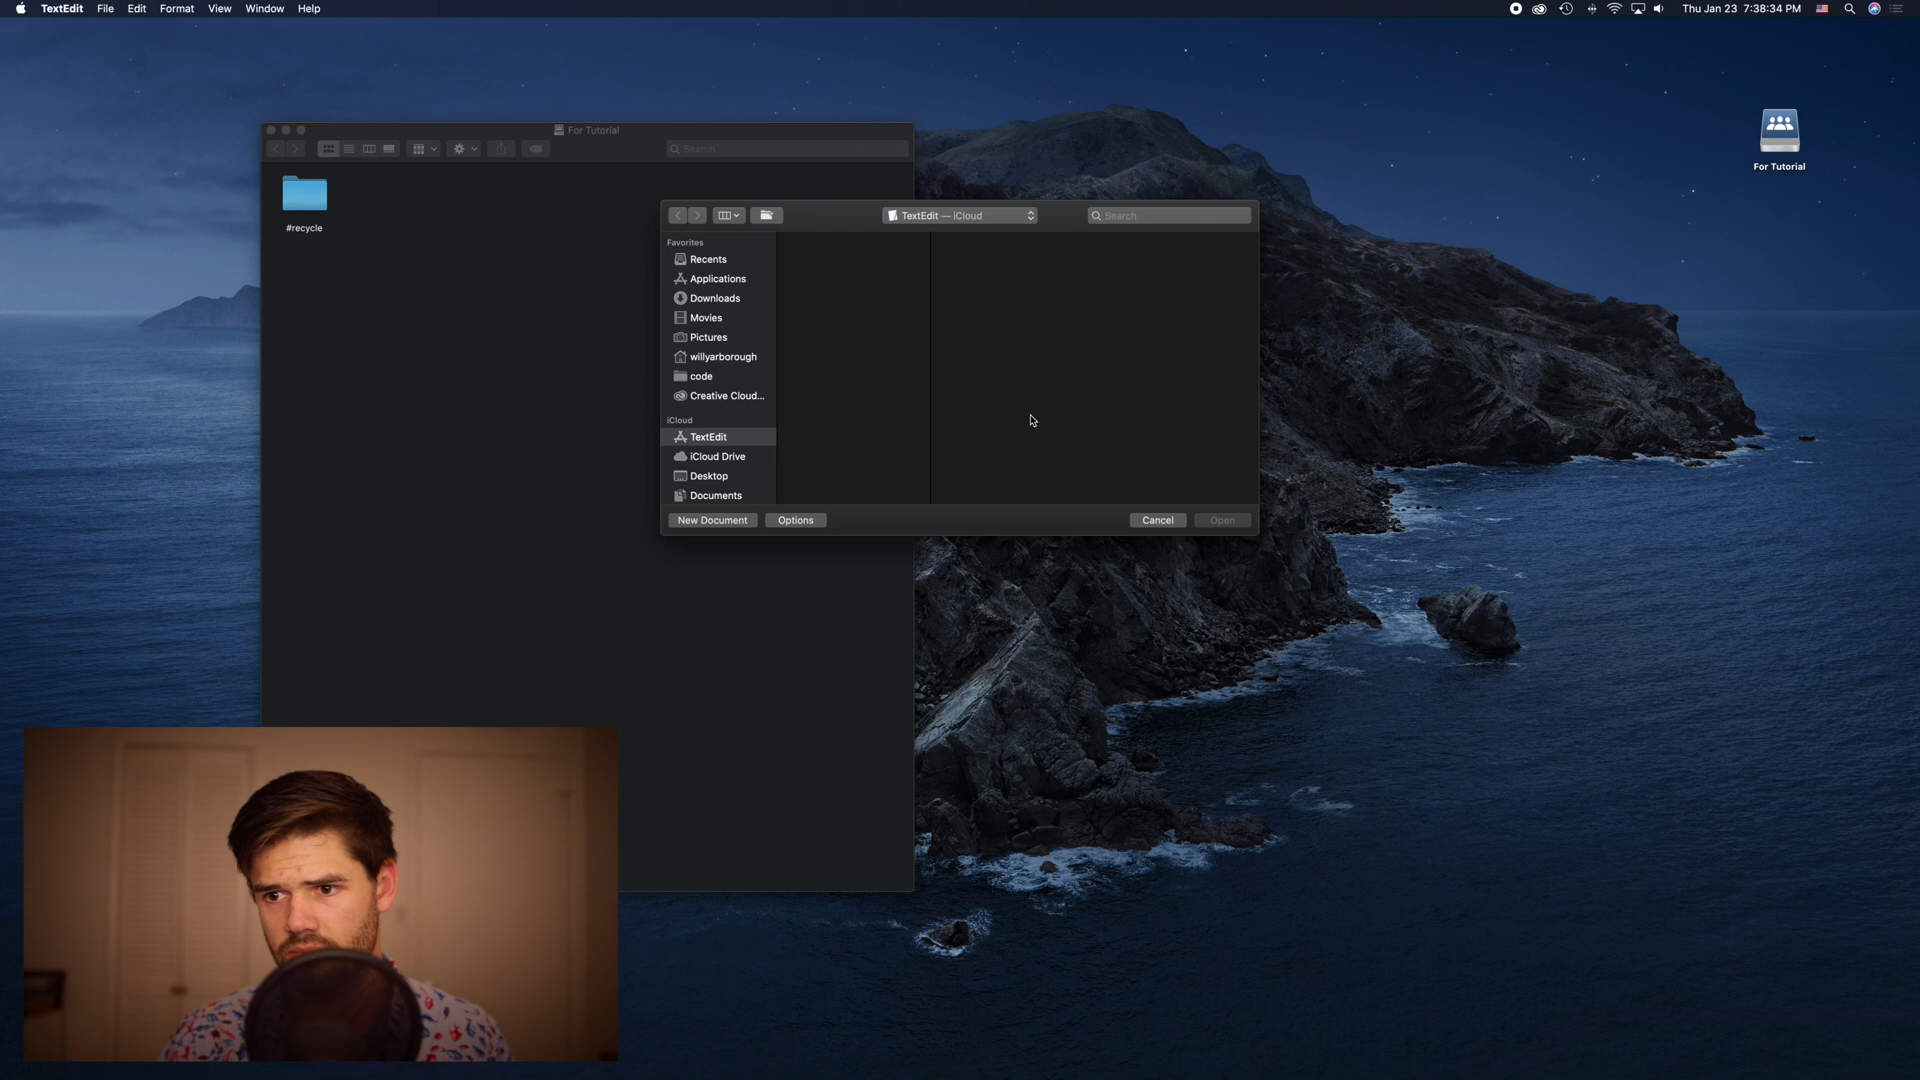 TextEdit File Edit Format View Window Help
Thu Jan 23 7:38:34 PM
For Tutorial
Search
#recycle
TextEdit — iCloud
Search
Favorites
Recents
Applications
Downloads
Movies
Pictures
willyarborough
code
Creative Cloud...
iCloud
TextEdit
iCloud Drive
Desktop
Documents
New Document Options Cancel Open
For Tutorial